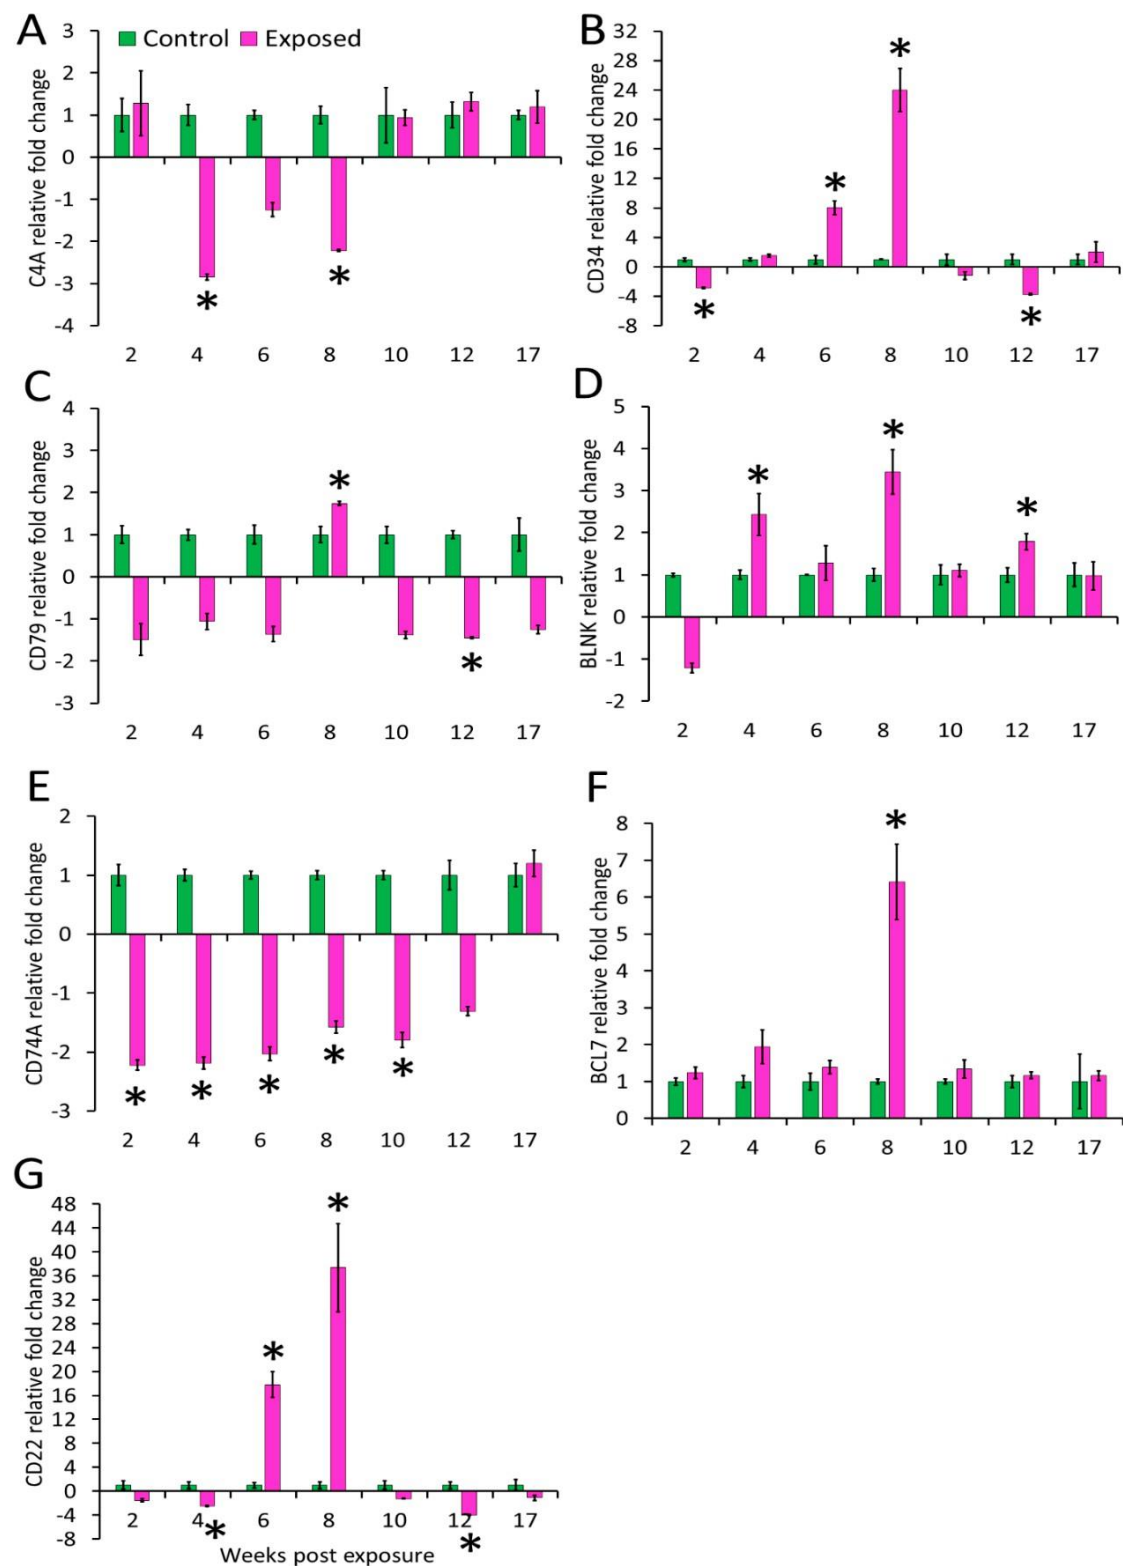 A
Control Exposed
C4A relative fold change
3
2
1
0
-1
-2
-3
-4
* *
2 4 6 8 10 12 17
B
CD34 relative fold change
32
28
24
20
16
12
8
4
0
-4
-8
* * * *
2 4 6 8 10 12 17
C
CD79 relative fold change
4
3
2
1
0
-1
-2
-3
* *
2 4 6 8 10 12 17
D
BLNK relative fold change
5
4
3
2
1
0
-1
-2
* * *
2 4 6 8 10 12 17
E
CD74A relative fold change
2
1
0
-1
-2
-3
* * * * *
2 4 6 8 10 12 17
F
BCL7 relative fold change
8
7
6
5
4
3
2
1
0
*
2 4 6 8 10 12 17
G
CD22 relative fold change
48
44
40
36
32
28
24
20
16
12
8
4
0
-4
-8
* * * *
2 4 6 8 10 12 17
Weeks post exposure